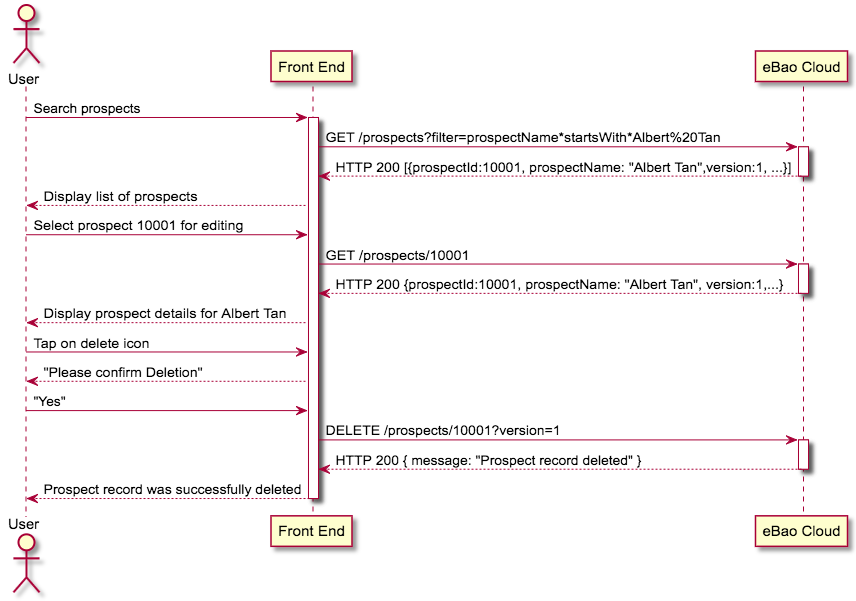 User
Front End
eBao Cloud
Search prospects
GET /prospects?filter=prospectName*startsWith*Albert%20Tan
HTTP 200 [{prospectId:10001, prospectName: "Albert Tan",version:1, ...}]
Display list of prospects
Select prospect 10001 for editing
GET /prospects/10001
HTTP 200 {prospectId:10001, prospectName: "Albert Tan", version:1,...}
Display prospect details for Albert Tan
Tap on delete icon
"Please confirm Deletion"
"Yes"
DELETE /prospects/10001?version=1
HTTP 200 { message: "Prospect record deleted" }
Prospect record was successfully deleted
User
Front End
eBao Cloud